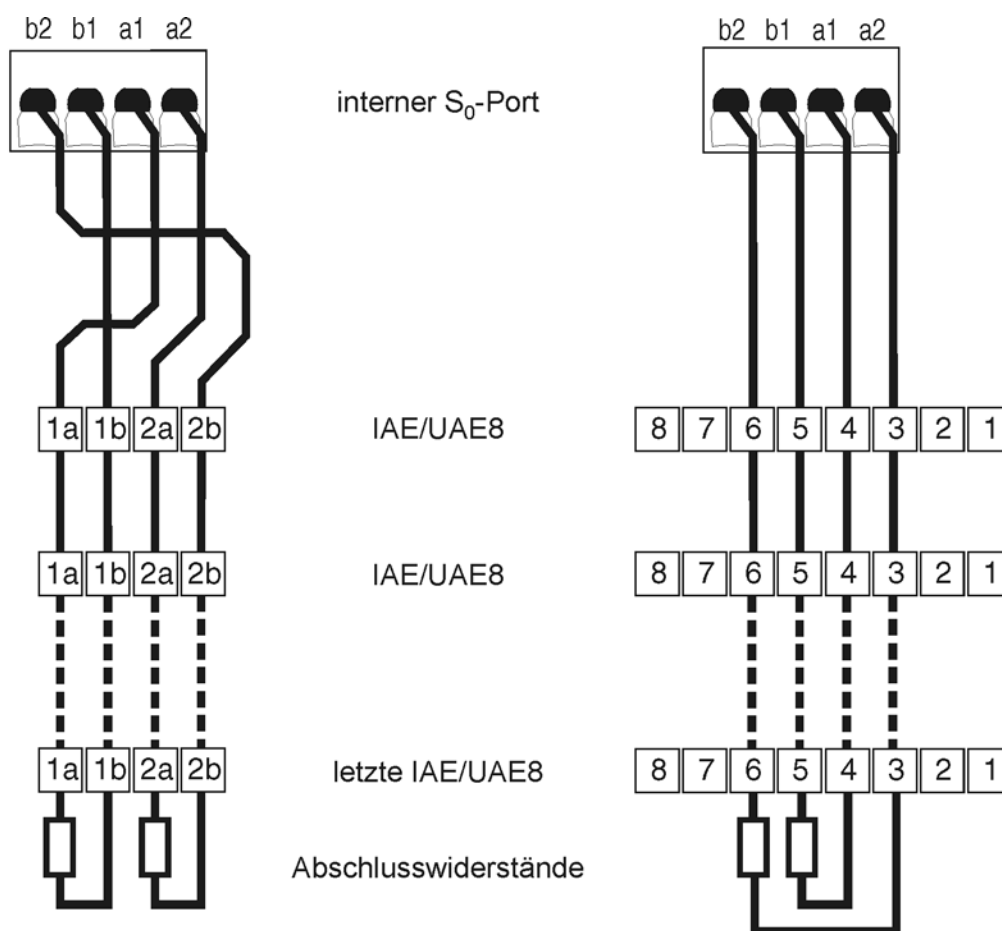 b2 b1 a1 a2
b2 b1 a1 a2
interner S₀-Port
1a 1b 2a 2b
IAE/UAE8
8 7 6 5 4 3 2 1
1a 1b 2a 2b
IAE/UAE8
8 7 6 5 4 3 2 1
1a 1b 2a 2b
letzte IAE/UAE8
8 7 6 5 4 3 2 1
Abschlusswiderstände